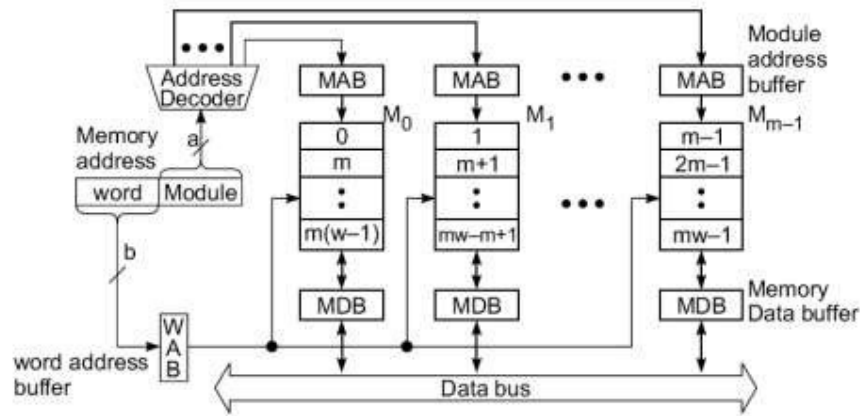 Address
Decoder
MAB
MAB
MAB
Module
address
buffer
M0
M1
Mm–1
Memory
address
a
word
Module
0
m
m(w–1)
1
m+1
mw–m+1
m–1
2m–1
mw–1
b
MDB
MDB
MDB
Memory
Data buffer
W
A
B
word address
buffer
Data bus